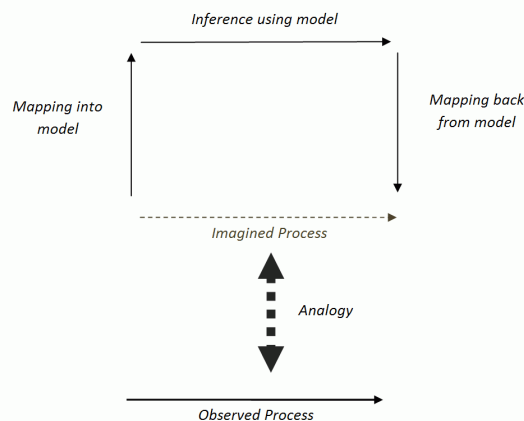 Inference using model
Mapping into
model
Mapping back
from model
Imagined Process
Analogy
Observed Process